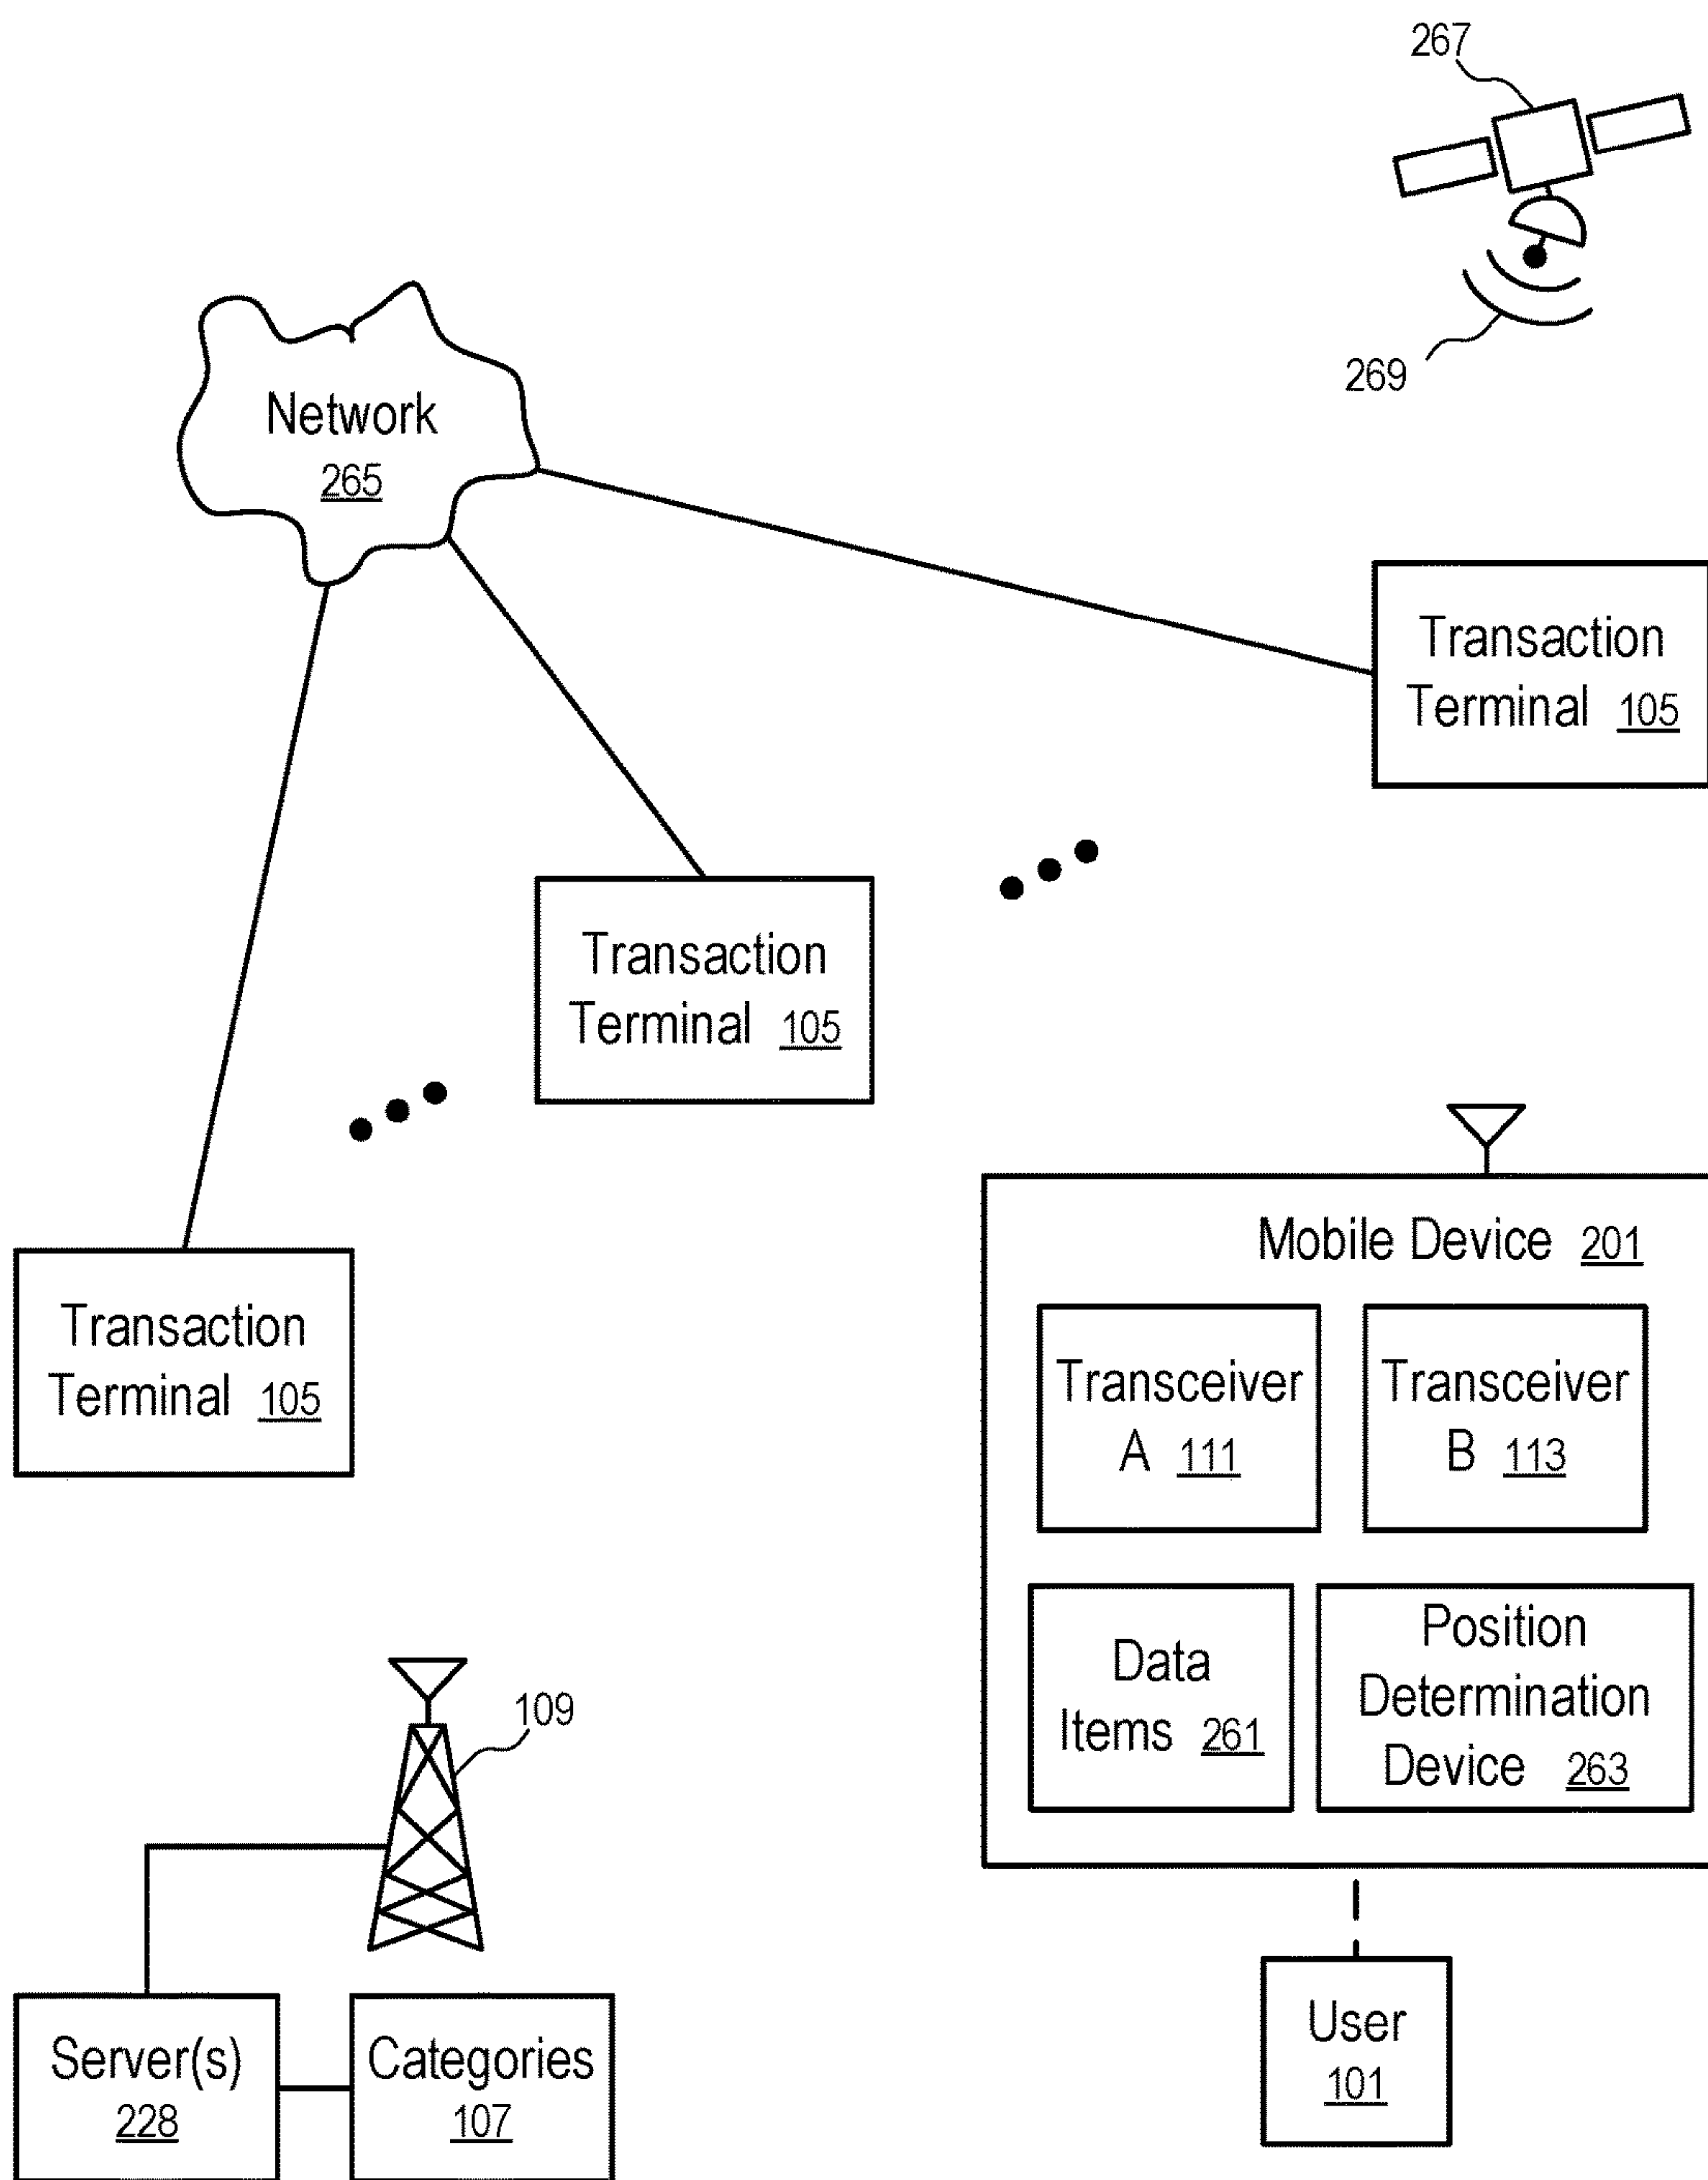 267
269
Network
265
Transaction
Terminal 105
Transaction
Terminal 105
Transaction
Terminal 105
Mobile Device 201
Transceiver
A 111
Transceiver
B 113
Data
Items 261
Position
Determination
Device 263
109
Server(s)
228
Categories
107
User
101